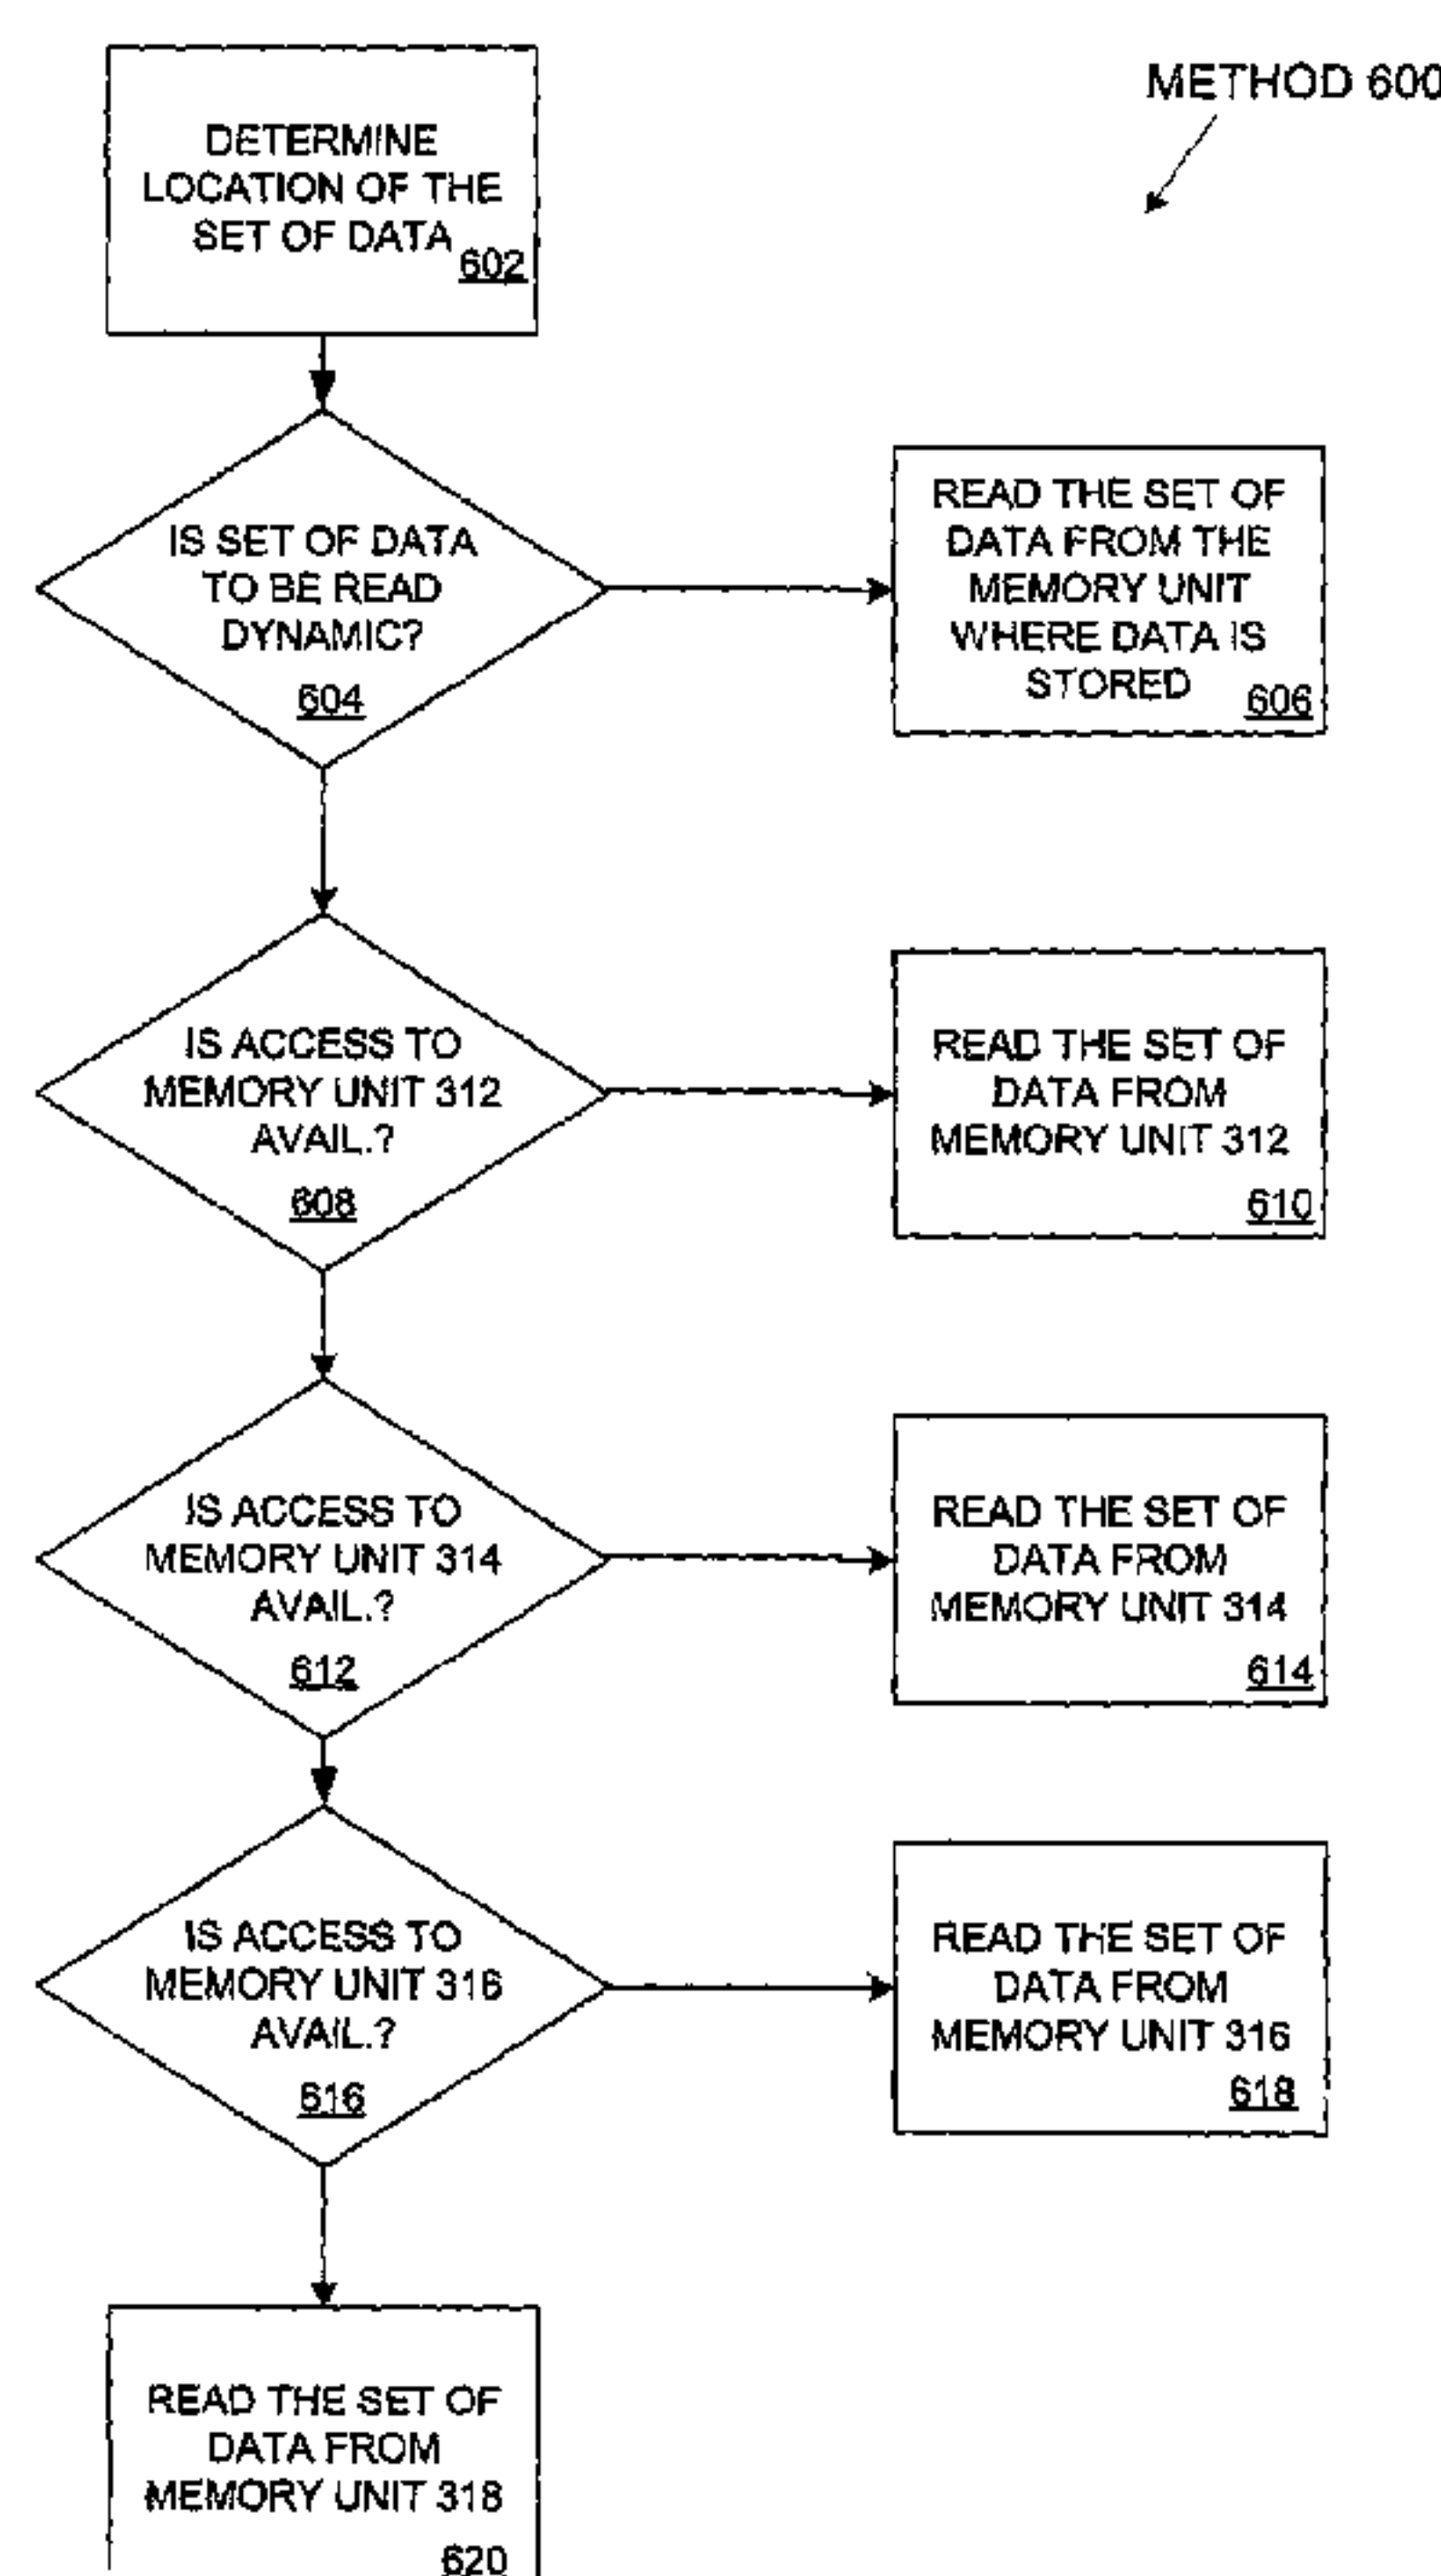 METHOD 600
DETERMINE
LOCATION OF THE
SET OF DATA
602
IS SET OF DATA
TO BE READ
DYNAMIC?
604
READ THE SET OF
DATA FROM THE
MEMORY UNIT
WHERE DATA IS
STORED
606
IS ACCESS TO
MEMORY UNIT 312
AVAIL.?
608
READ THE SET OF
DATA FROM
MEMORY UNIT 312
610
IS ACCESS TO
MEMORY UNIT 314
AVAIL.?
612
READ THE SET OF
DATA FROM
MEMORY UNIT 314
614
IS ACCESS TO
MEMORY UNIT 316
AVAIL.?
616
READ THE SET OF
DATA FROM
MEMORY UNIT 316
618
READ THE SET OF
DATA FROM
MEMORY UNIT 318
620